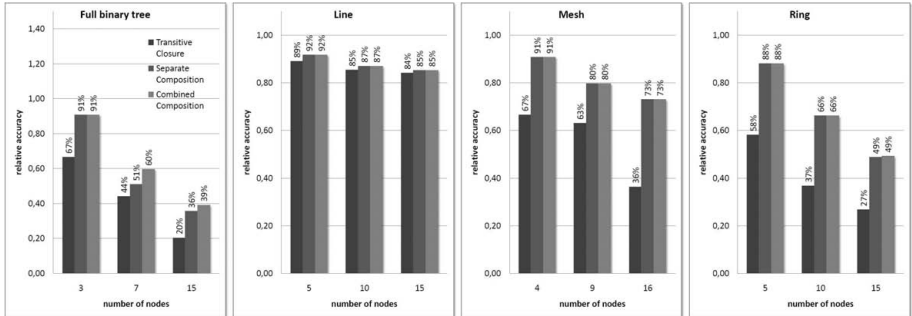 Full binary tree
1,40
1,20
1,00
0,80
0,60
0,40
0,20
0,00
relative accuracy
Transitive
Closure
Separate
Composition
Combined
Composition
67%
91%
91%
44%
51%
60%
20%
36%
39%
3 7 15
number of nodes
Line
1,00
0,80
0,60
0,40
0,20
0,00
relative accuracy
89%
92%
92%
85%
87%
87%
84%
85%
85%
5 10 15
number of nodes
Mesh
1,00
0,80
0,60
0,40
0,20
0,00
relative accuracy
67%
91%
91%
63%
80%
80%
36%
73%
73%
4 9 16
number of nodes
Ring
1,00
0,80
0,60
0,40
0,20
0,00
relative accuracy
58%
88%
88%
37%
66%
66%
27%
49%
49%
5 10 15
number of nodes